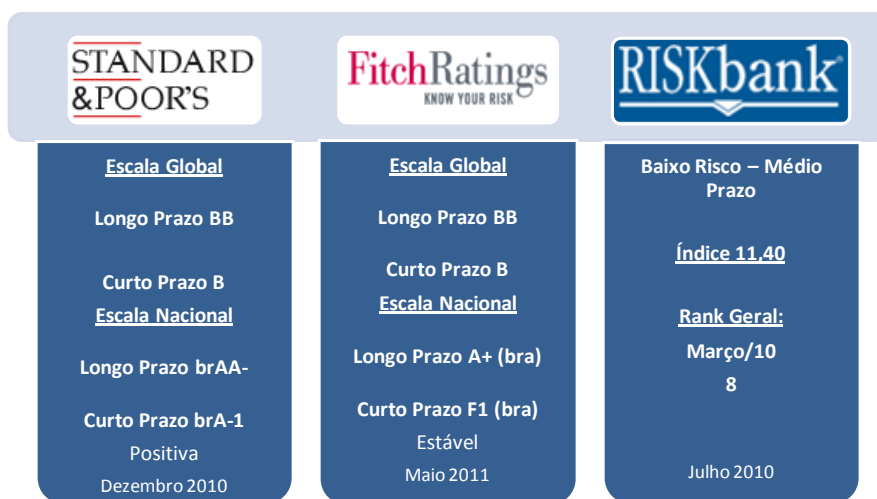 STANDARD
&POOR'S
Escala Global
Longo Prazo BB
Curto Prazo B
Escala Nacional
Longo Prazo brAA-
Curto Prazo brA-1
Positiva
Dezembro 2010
FitchRatings
KNOW YOUR RISK
Escala Global
Longo Prazo BB
Curto Prazo B
Escala Nacional
Longo Prazo A+ (bra)
Curto Prazo F1 (bra)
Estável
Maio 2011
RISKbank
Baixo Risco – Médio
Prazo
Índice 11,40
Rank Geral:
Março/10
8
Julho 2010